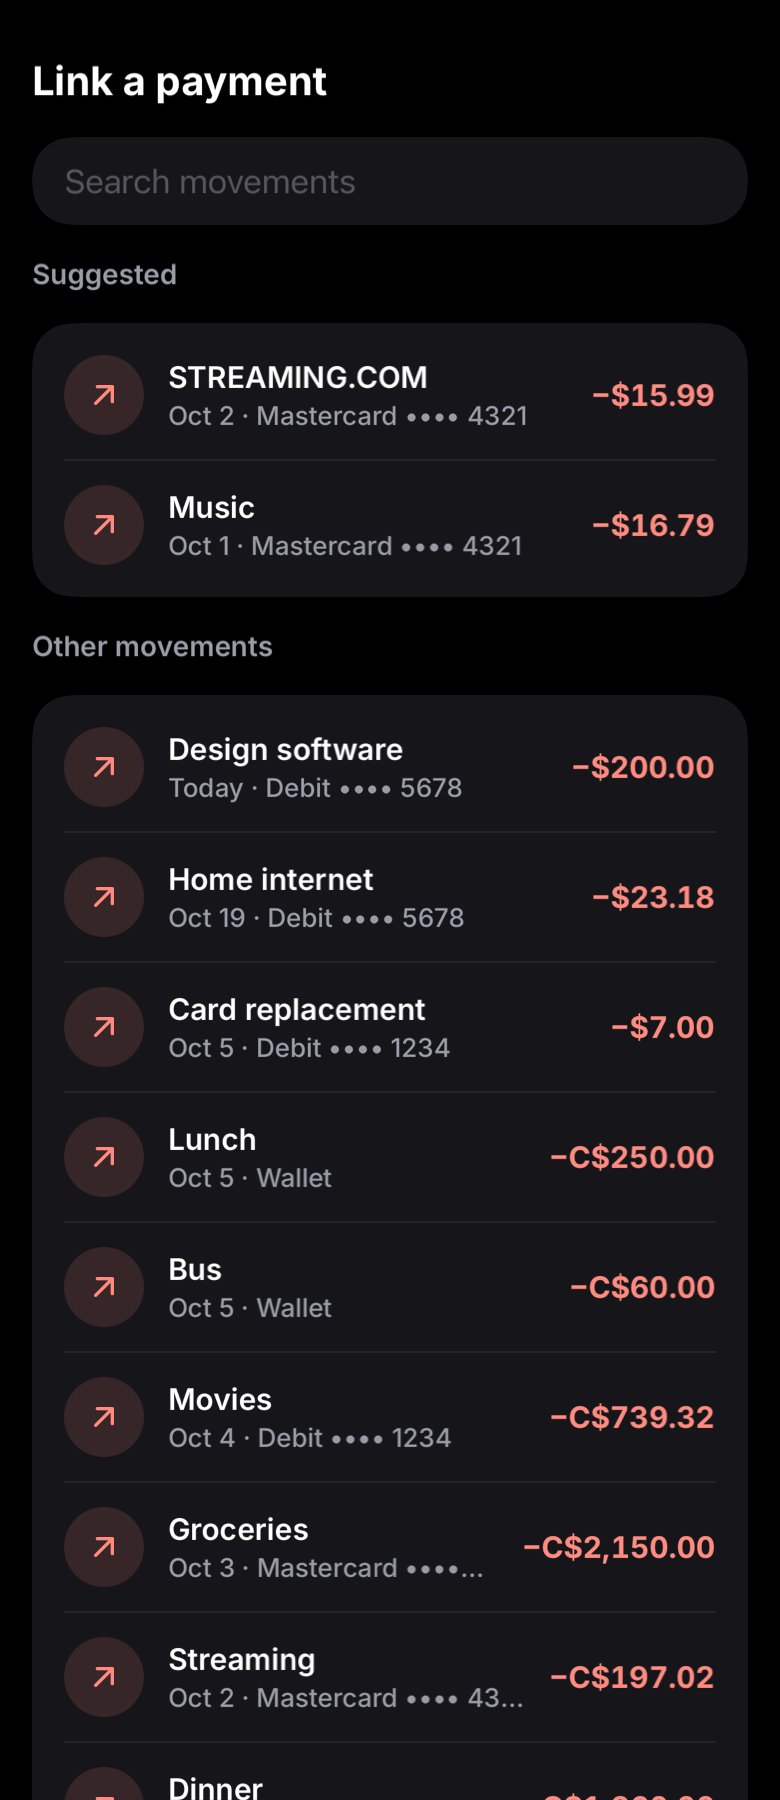 Link a payment
Search movements
Suggested
STREAMING.COM
Oct 2 · Mastercard •••• 4321
−$15.99
Music
Oct 1 · Mastercard •••• 4321
−$16.79
Other movements
Design software
Today · Debit •••• 5678
−$200.00
Home internet
Oct 19 · Debit •••• 5678
−$23.18
Card replacement
Oct 5 · Debit •••• 1234
−$7.00
Lunch
Oct 5 · Wallet
−C$250.00
Bus
Oct 5 · Wallet
−C$60.00
Movies
Oct 4 · Debit •••• 1234
−C$739.32
Groceries
Oct 3 · Mastercard ••••...
−C$2,150.00
Streaming
Oct 2 · Mastercard •••• 43...
−C$197.02
Dinner